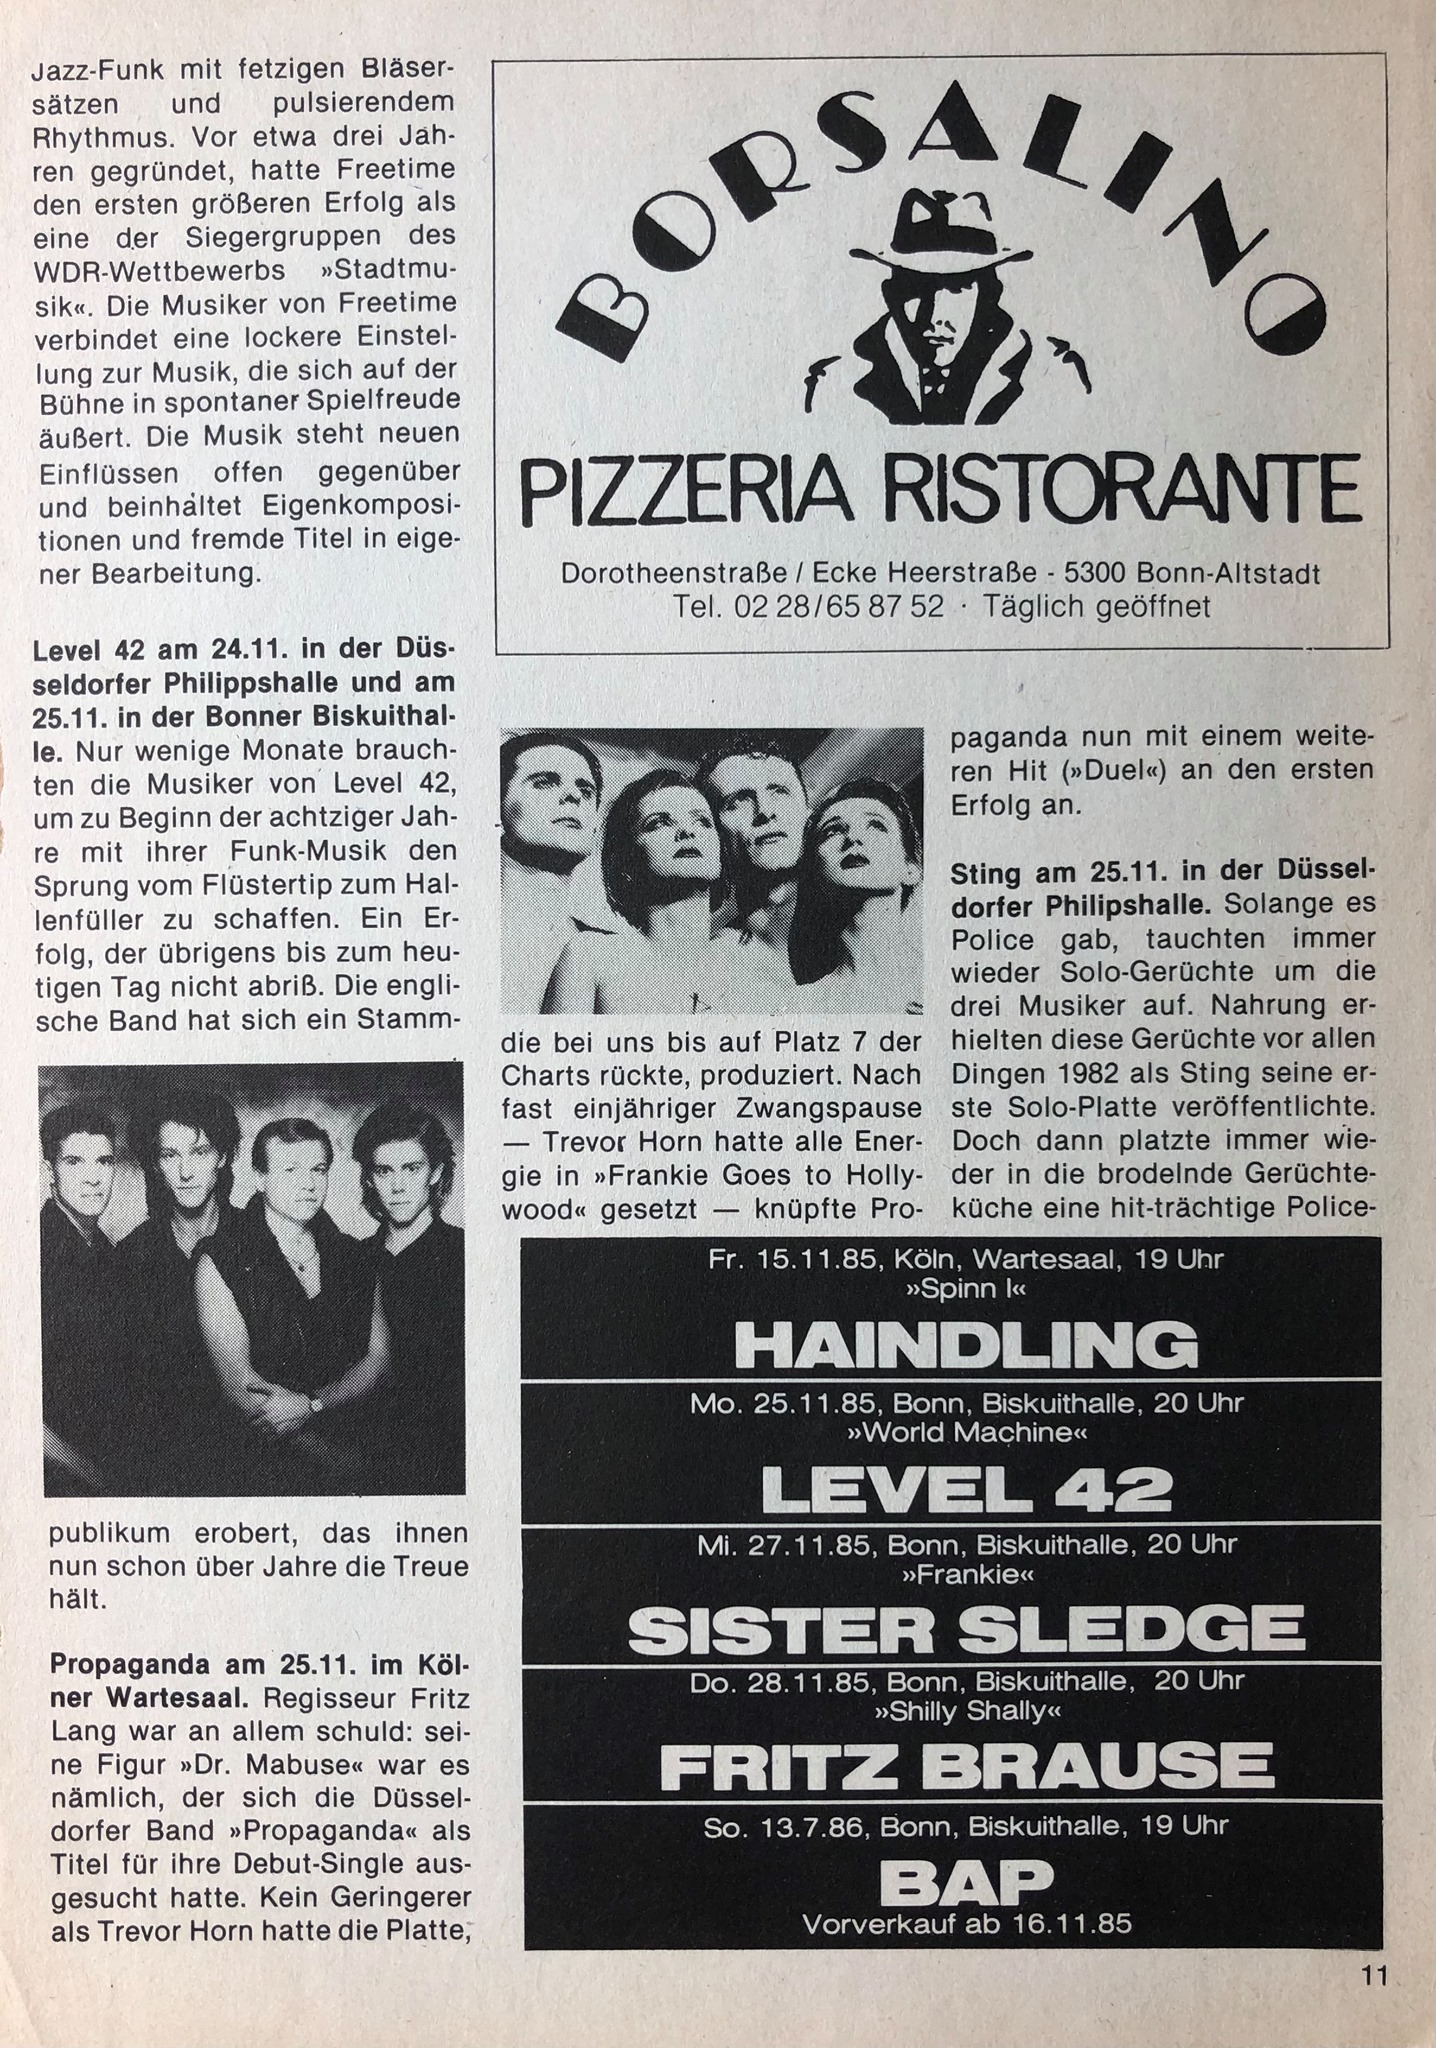 Jazz-Funk mit fetzigen Bläser-
sätzen und pulsierendem
Rhythmus. Vor etwa drei Jah-
ren gegründet, hatte Freetime
den ersten größeren Erfolg als
eine der Siegergruppen des
WDR-Wettbewerbs »Stadtmu-
sik«. Die Musiker von Freetime
verbindet eine lockere Einstel-
lung zur Musik, die sich auf der
Bühne in spontaner Spielfreude
äußert. Die Musik steht neuen
Einflüssen offen gegenüber
und beinhaltet Eigenkomposi-
tionen und fremde Titel in eige-
ner Bearbeitung.
Level 42 am 24.11. in der Düs-
seldorfer Philippshalle und am
25.11. in der Bonner Biskuithal-
le. Nur wenige Monate brauch-
ten die Musiker von Level 42,
um zu Beginn der achtziger Jah-
re mit ihrer Funk-Musik den
Sprung vom Flüstertip zum Hal-
lenfüller zu schaffen. Ein Er-
folg, der übrigens bis zum heu-
tigen Tag nicht abriß. Die engli-
sche Band hat sich ein Stamm-
publikum erobert, das ihnen
nun schon über Jahre die Treue
hält.
Propaganda am 25.11. im Köl-
ner Wartesaal. Regisseur Fritz
Lang war an allem schuld: sei-
ne Figur »Dr. Mabuse« war es
nämlich, der sich die Düssel-
dorfer Band »Propaganda« als
Titel für ihre Debut-Single aus-
gesucht hatte. Kein Geringerer
als Trevor Horn hatte die Platte,
BORSALINO
PIZZERIA RISTORANTE
Dorotheenstraße / Ecke Heerstraße - 5300 Bonn-Altstadt
Tel. 02 28/65 87 52 · Täglich geöffnet
die bei uns bis auf Platz 7 der
Charts rückte, produziert. Nach
fast einjähriger Zwangspause
— Trevor Horn hatte alle Ener-
gie in »Frankie Goes to Holly-
wood« gesetzt — knüpfte Pro-
paganda nun mit einem weite-
ren Hit (»Duel«) an den ersten
Erfolg an.
Sting am 25.11. in der Düssel-
dorfer Philipshalle. Solange es
Police gab, tauchten immer
wieder Solo-Gerüchte um die
drei Musiker auf. Nahrung er-
hielten diese Gerüchte vor allen
Dingen 1982 als Sting seine er-
ste Solo-Platte veröffentlichte.
Doch dann platzte immer wie-
der in die brodelnde Gerüchte-
küche eine hit-trächtige Police-
Fr. 15.11.85, Köln, Wartesaal, 19 Uhr
»Spinn I«
HAINDLING
Mo. 25.11.85, Bonn, Biskuithalle, 20 Uhr
»World Machine«
LEVEL 42
Mi. 27.11.85, Bonn, Biskuithalle, 20 Uhr
»Frankie«
SISTER SLEDGE
Do. 28.11.85, Bonn, Biskuithalle, 20 Uhr
»Shilly Shally«
FRITZ BRAUSE
So. 13.7.86, Bonn, Biskuithalle, 19 Uhr
BAP
Vorverkauf ab 16.11.85
11